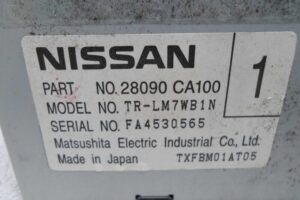 NISSAN
PART NO. 28090 CA100
1
MODEL NO. TR-LM7WB1N
SERIAL NO. FA4530565
Matsushita Electric Industrial Co., Ltd.
Made in Japan TXFBM01AT05